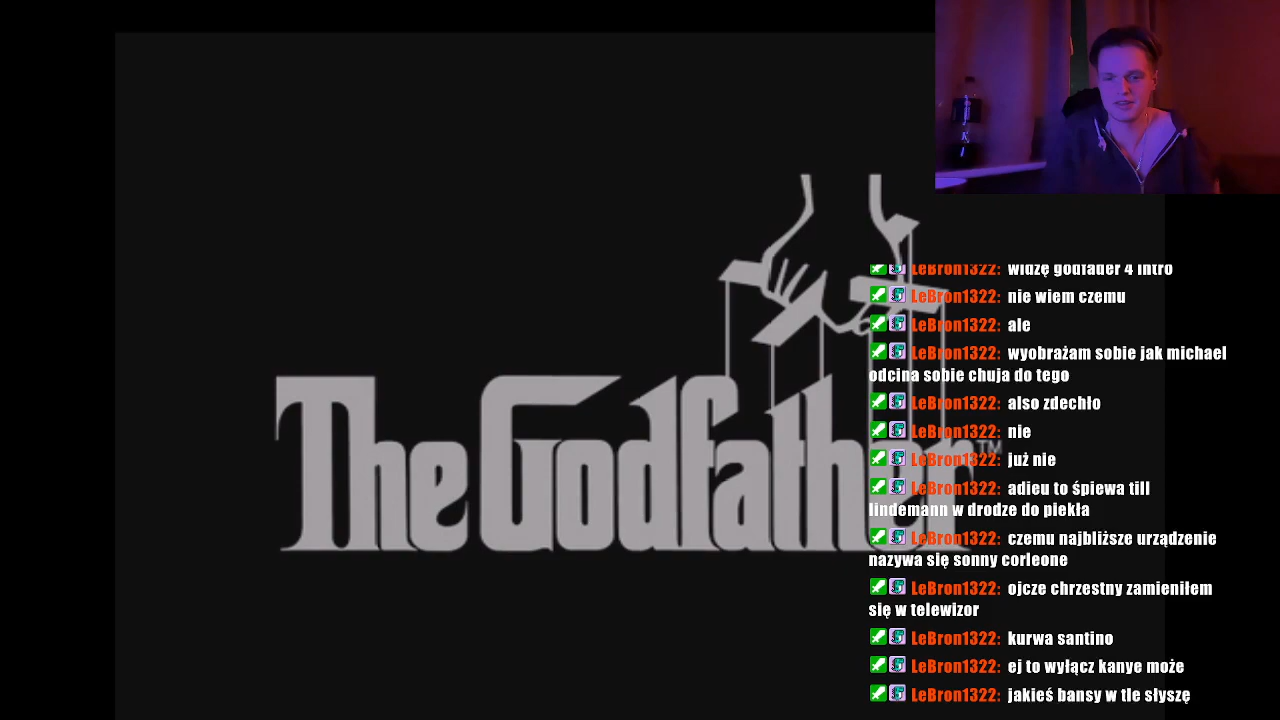 The Godfather™
LeBron1322: widzę godfader 4 intro
LeBron1322: nie wiem czemu
LeBron1322: ale
LeBron1322: wyobrażam sobie jak michael
odcina sobie chuja do tego
LeBron1322: also zdechło
LeBron1322: nie
LeBron1322: już nie
LeBron1322: adieu to śpiewa till
lindemann w drodze do piekła
LeBron1322: czemu najbliższe urządzenie
nazywa się sonny corleone
LeBron1322: ojcze chrzestny zamieniłem
się w telewizor
LeBron1322: kurwa santino
LeBron1322: ej to wyłącz kanye może
LeBron1322: jakieś bansy w tle słyszę